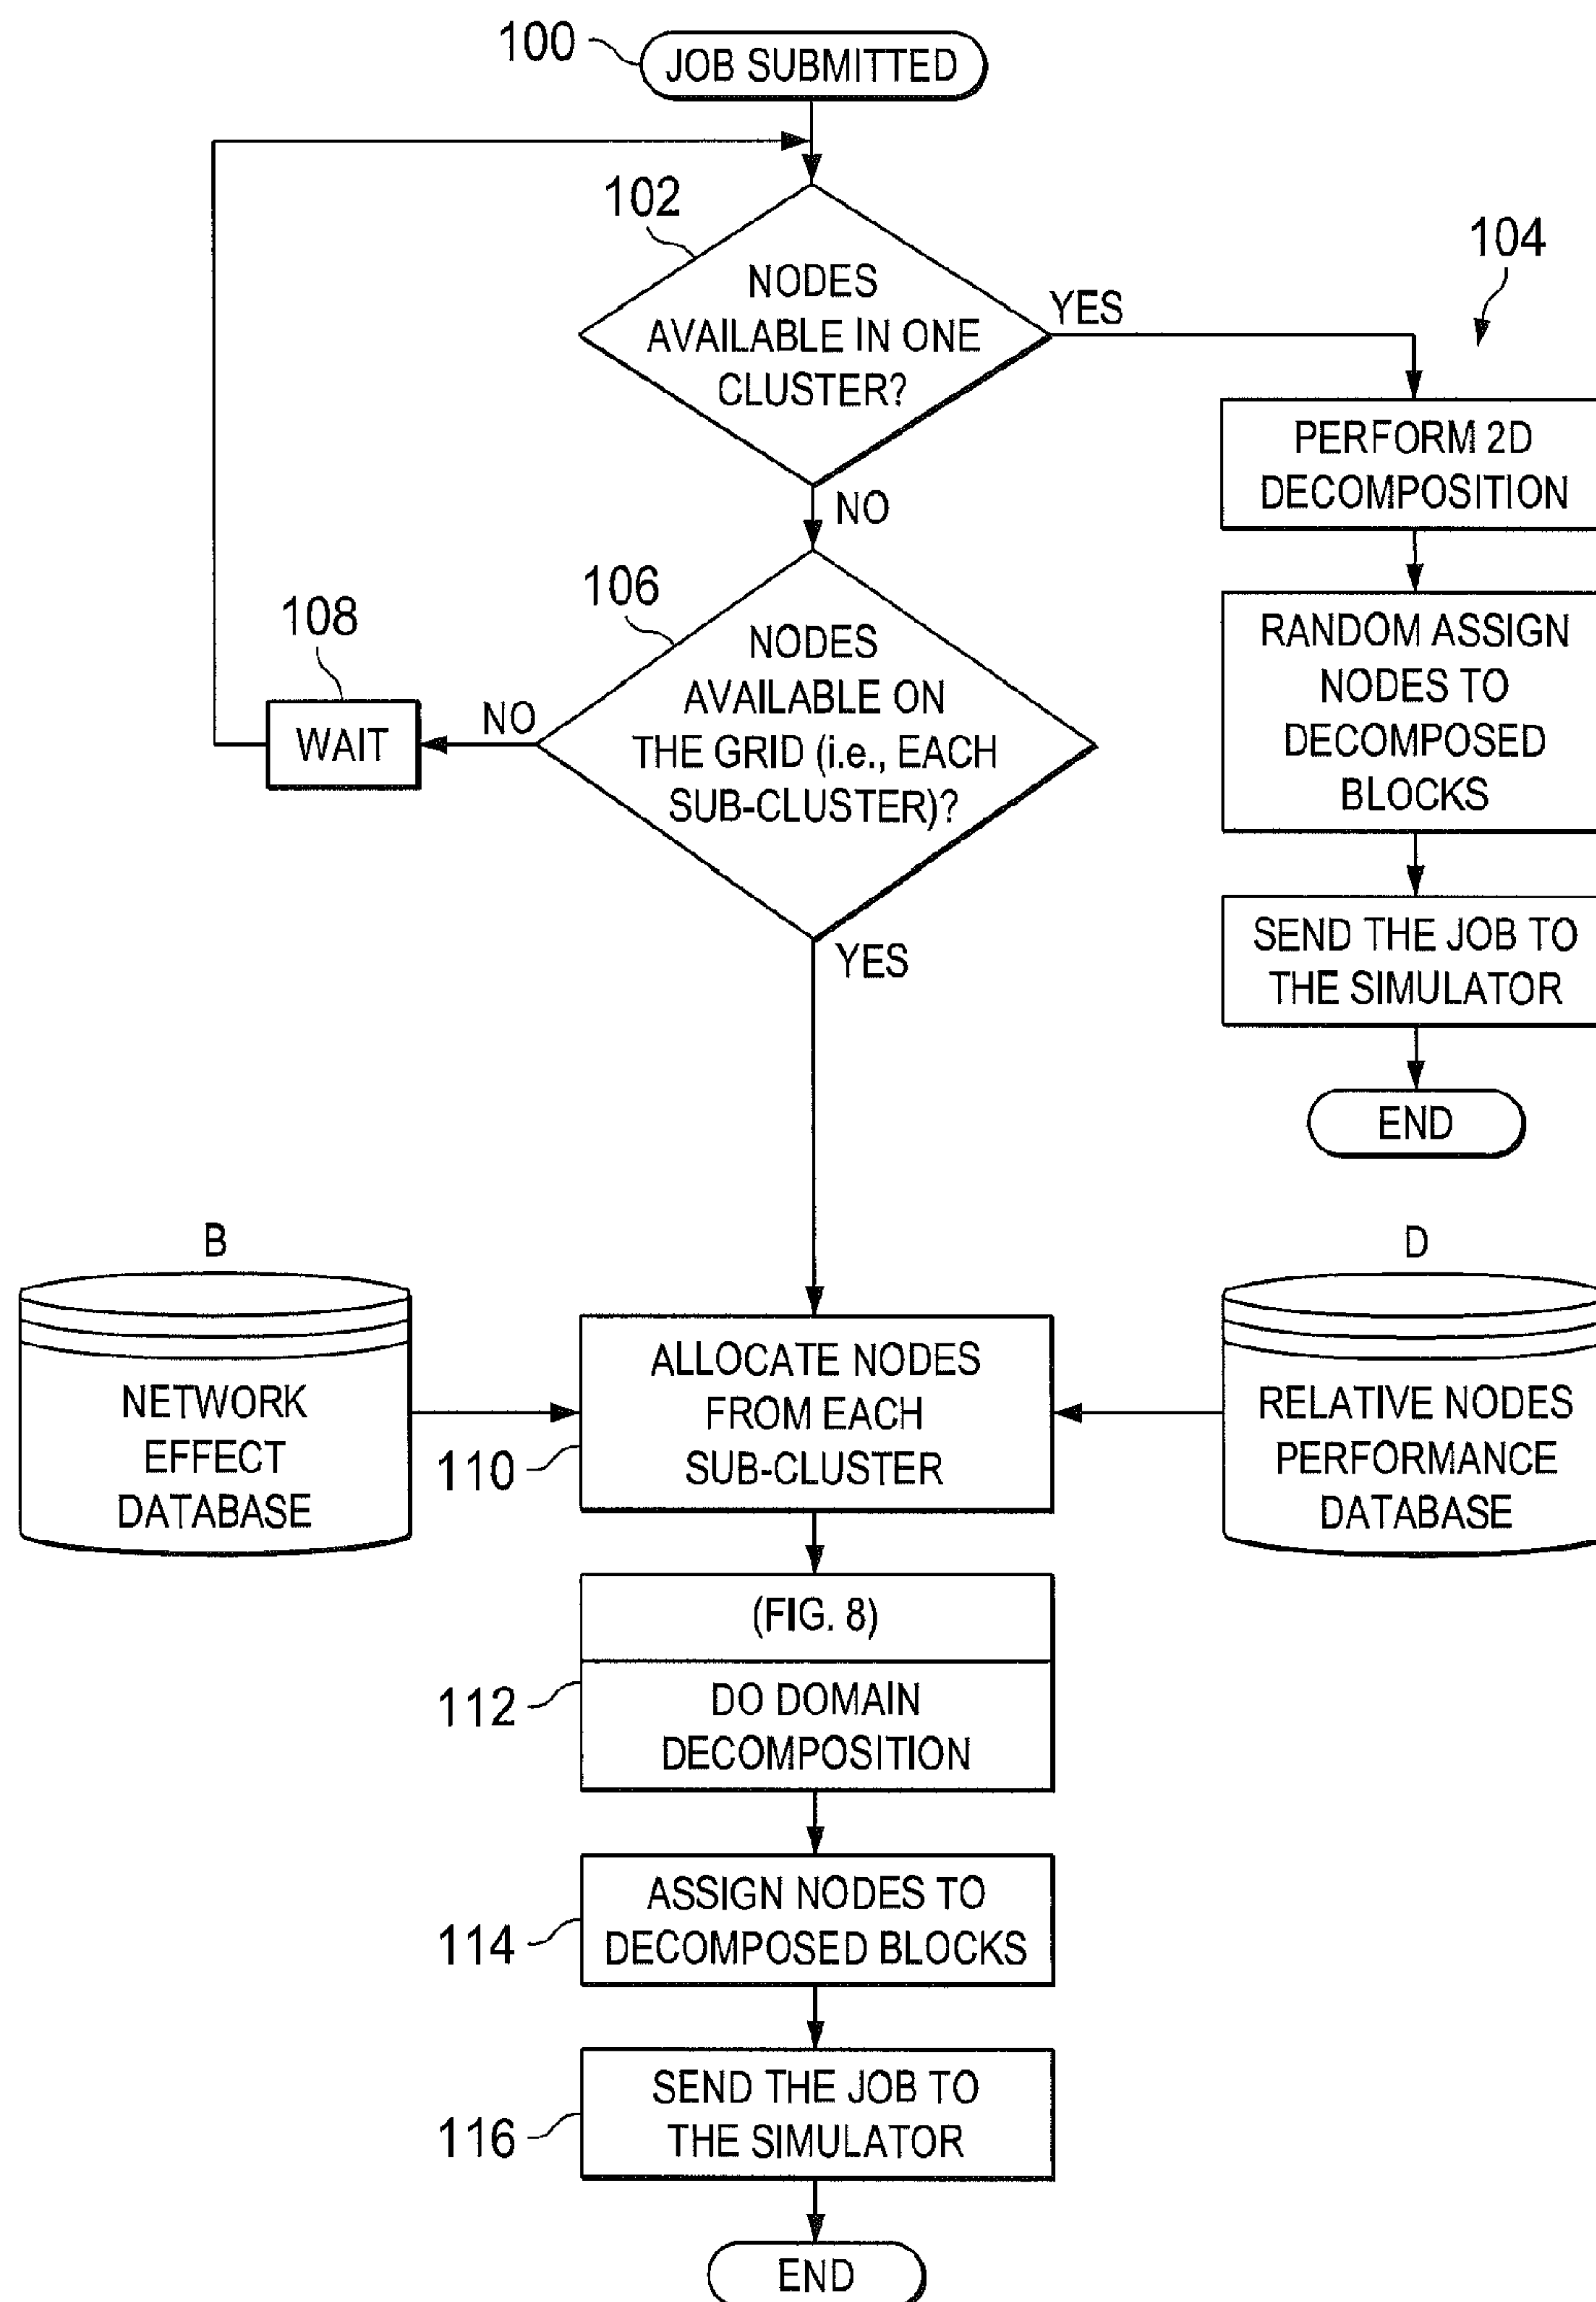 100
JOB SUBMITTED
102
NODES
AVAILABLE IN ONE
CLUSTER?
YES
104
NO
PERFORM 2D
DECOMPOSITION
RANDOM ASSIGN
NODES TO
DECOMPOSED
BLOCKS
SEND THE JOB TO
THE SIMULATOR
END
106
NODES
AVAILABLE ON
THE GRID (i.e., EACH
SUB-CLUSTER)?
NO
108
WAIT
YES
B
NETWORK
EFFECT
DATABASE
110
ALLOCATE NODES
FROM EACH
SUB-CLUSTER
D
RELATIVE NODES
PERFORMANCE
DATABASE
(FIG. 8)
112
DO DOMAIN
DECOMPOSITION
114
ASSIGN NODES TO
DECOMPOSED BLOCKS
116
SEND THE JOB TO
THE SIMULATOR
END